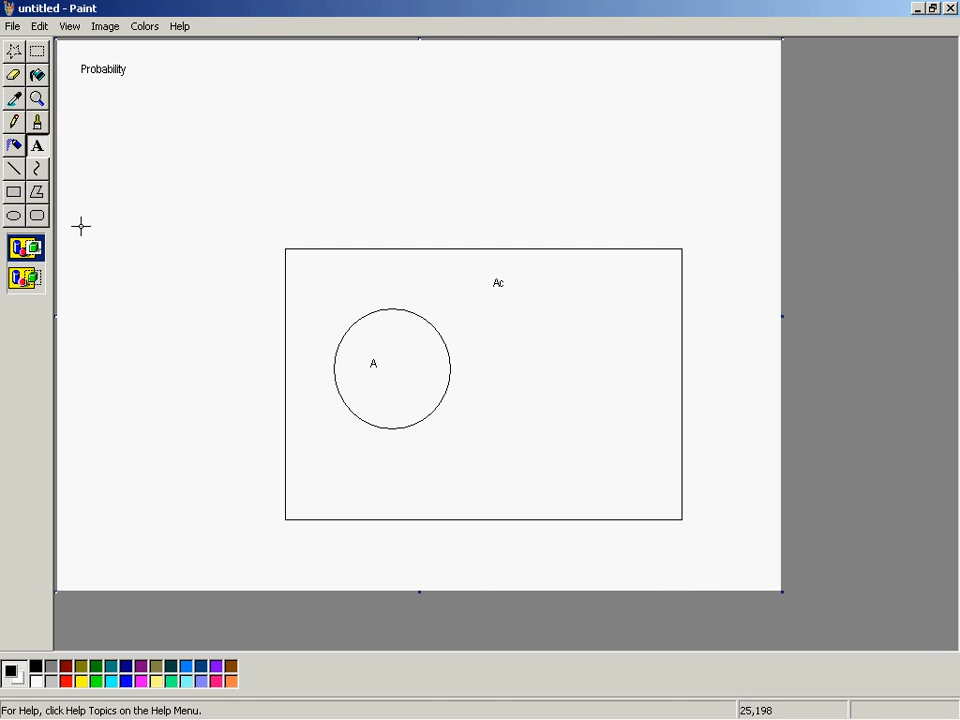 untitled - Paint
File Edit View Image Colors Help
Probability
A
Ac
A
For Help, click Help Topics on the Help Menu.
25,198